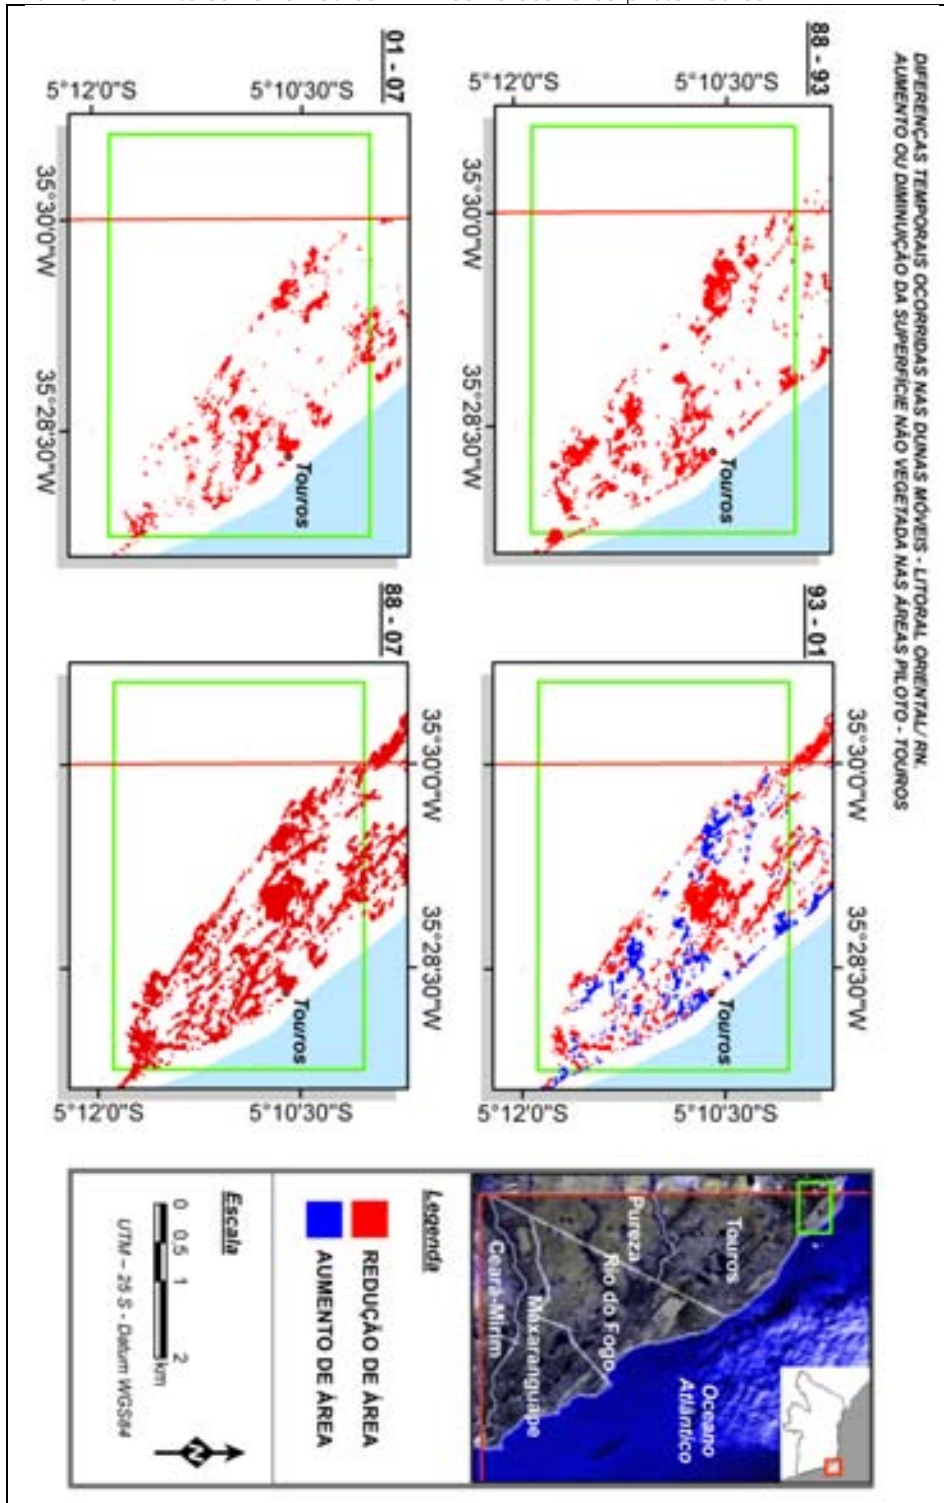 DIFERENÇAS TEMPORAIS OCORRIDAS NAS DUNAS MÓVEIS - LITORAL ORIENTAL/ RN.
AUMENTO OU DIMINUIÇÃO DA SUPERFÍCIE NÃO VEGETADA NAS ÁREAS PILOTO - TOUROS
88 - 93
5°12'0"S
5°10'30"S
35°30'0"W
35°28'30"W
Touros
93 - 01
35°30'0"W
35°28'30"W
Touros
5°12'0"S
5°10'30"S
01 - 07
5°12'0"S
5°10'30"S
35°30'0"W
35°28'30"W
Touros
88 - 07
35°30'0"W
35°28'30"W
Touros
5°12'0"S
5°10'30"S
Touros
Pureza
Rio do Fogo
Maxaranguape
Ceará-Mirim
Oceano
Atlântico
Legenda
REDUÇÃO DE ÁREA
AUMENTO DE ÁREA
Escala
0 0,5 1 2
km
UTM – 25 S - Datum WGS84
N